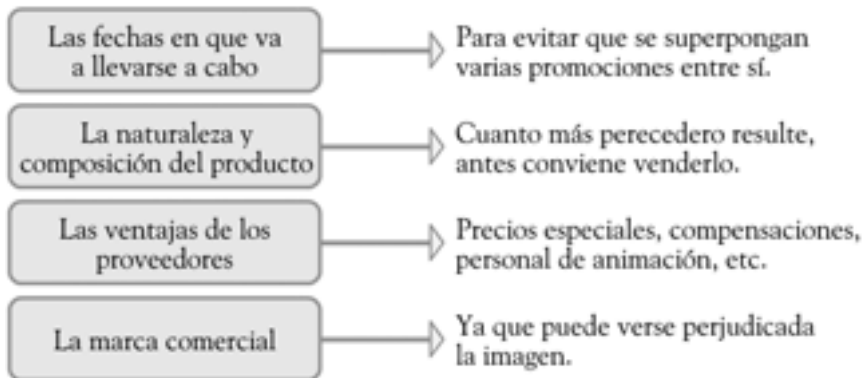 Las fechas en que va
a llevarse a cabo
Para evitar que se superpongan
varias promociones entre sí.
La naturaleza y
composición del producto
Cuanto más perecedero resulte,
antes conviene venderlo.
Las ventajas de los
proveedores
Precios especiales, compensaciones,
personal de animación, etc.
La marca comercial
Ya que puede verse perjudicada
la imagen.